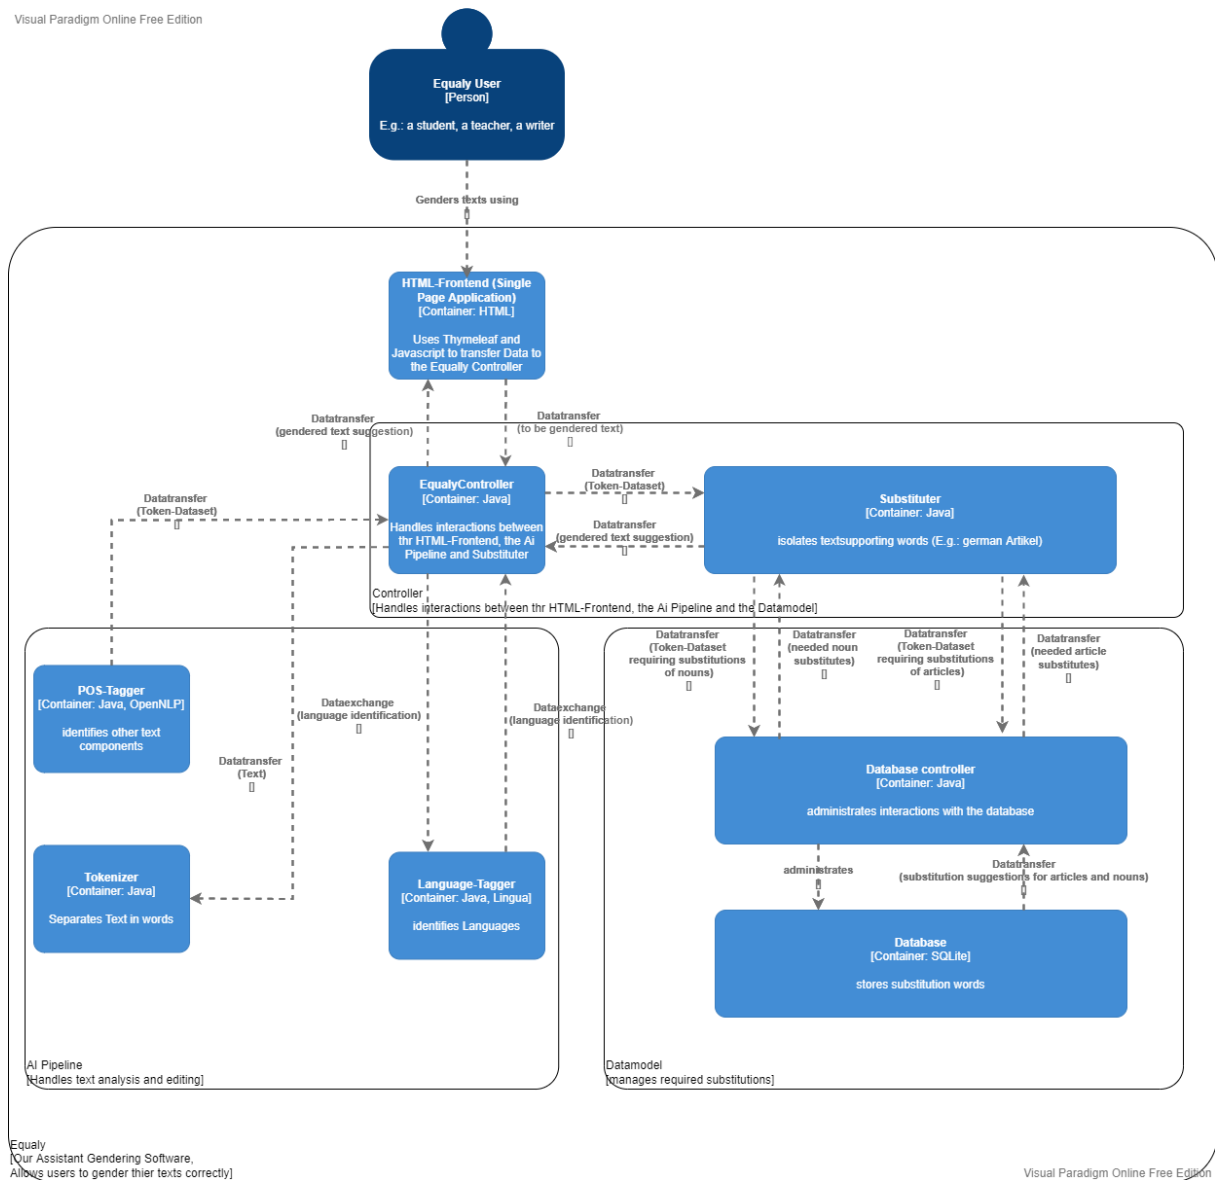 Visual Paradigm Online Free Edition
Equaly User
[Person]
E.g.: a student, a teacher, a writer
Genders texts using
[]
HTML-Frontend (Single
Page Application)
[Container: HTML]
Uses Thymeleaf and
Javascript to transfer Data to
the Equally Controller
Datatransfer
(gendered text suggestion)
[]
Datatransfer
(to be gendered text)
[]
EqualyController
[Container: Java]
Handles interactions between
thr HTML-Frontend, the Ai
Pipeline and Substituter
Datatransfer
(Token-Dataset)
[]
Datatransfer
(gendered text suggestion)
[]
Substituter
[Container: Java]
isolates textsupporting words (E.g.: german Artikel)
Datatransfer
(Token-Dataset)
[]
Controller
[Handles interactions between thr HTML-Frontend, the Ai Pipeline and the Datamodel]
POS-Tagger
[Container: Java, OpenNLP]
identifies other text
components
Datatransfer
(Text)
[]
Dataexchange
(language identification)
[]
Dataexchange
(language identification)
[]
Tokenizer
[Container: Java]
Separates Text in words
Language-Tagger
[Container: Java, Lingua]
identifies Languages
AI Pipeline
[Handles text analysis and editing]
Datatransfer
(Token-Dataset
requiring substitutions
of nouns)
[]
Datatransfer
(needed noun
substitutes)
[]
Datatransfer
(Token-Dataset
requiring substitutions
of articles)
[]
Datatransfer
(needed article
substitutes)
[]
Database controller
[Container: Java]
administrates interactions with the database
administrates
[]
Datatransfer
(substitution suggestions for articles and nouns)
[]
Database
[Container: SQLite]
stores substitution words
Datamodel
[manages required substitutions]
Equaly
[Our Assistant Gendering Software,
Allows users to gender thier texts correctly]
Visual Paradigm Online Free Edition